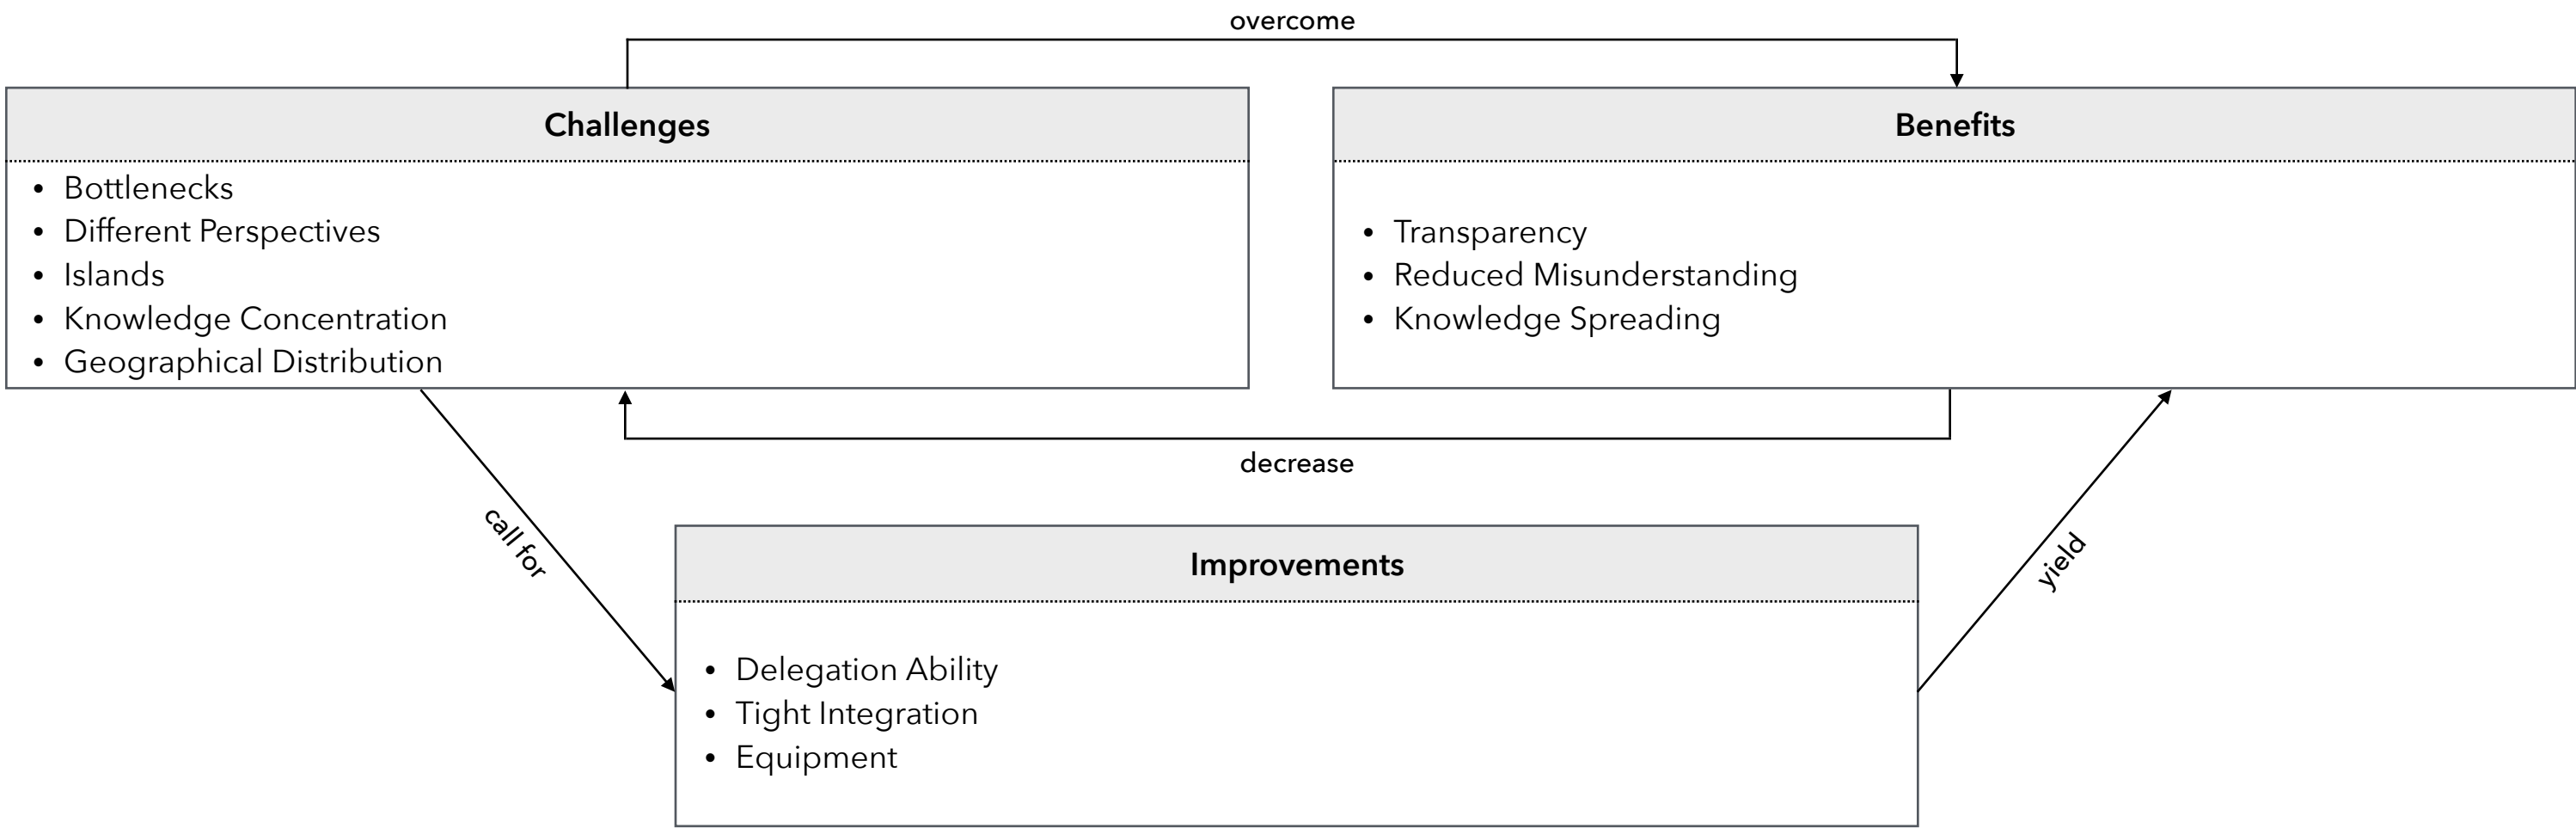 overcome
Challenges
• Bottlenecks
• Different Perspectives
• Islands
• Knowledge Concentration
• Geographical Distribution
Benefits
• Transparency
• Reduced Misunderstanding
• Knowledge Spreading
decrease
call for
yield
Improvements
• Delegation Ability
• Tight Integration
• Equipment